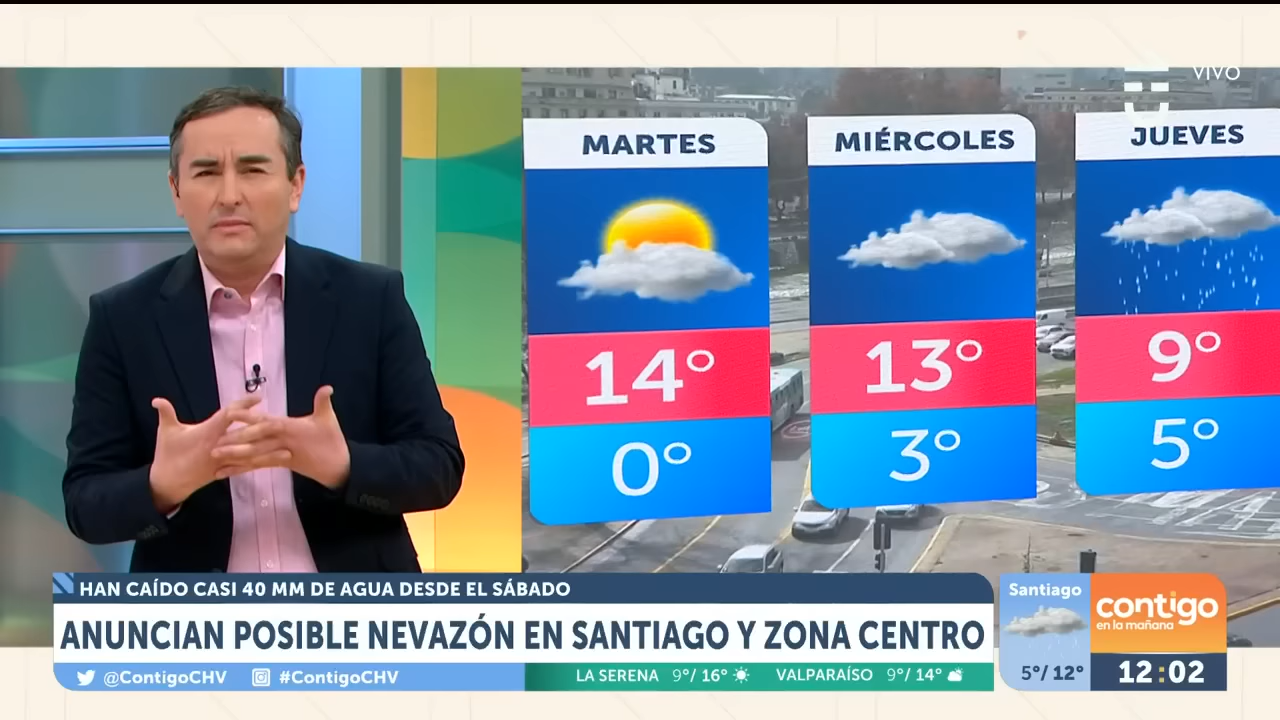 VIVO
MARTES
MIÉRCOLES
JUEVES
14°
13°
9°
0°
3°
5°
HAN CAÍDO CASI 40 MM DE AGUA DESDE EL SÁBADO
ANUNCIAN POSIBLE NEVAZÓN EN SANTIAGO Y ZONA CENTRO
@ContigoCHV
#ContigoCHV
LA SERENA 9°/ 16°
VALPARAÍSO 9°/ 14°
Santiago
5°/ 12°
contigo
en la mañana
12:02